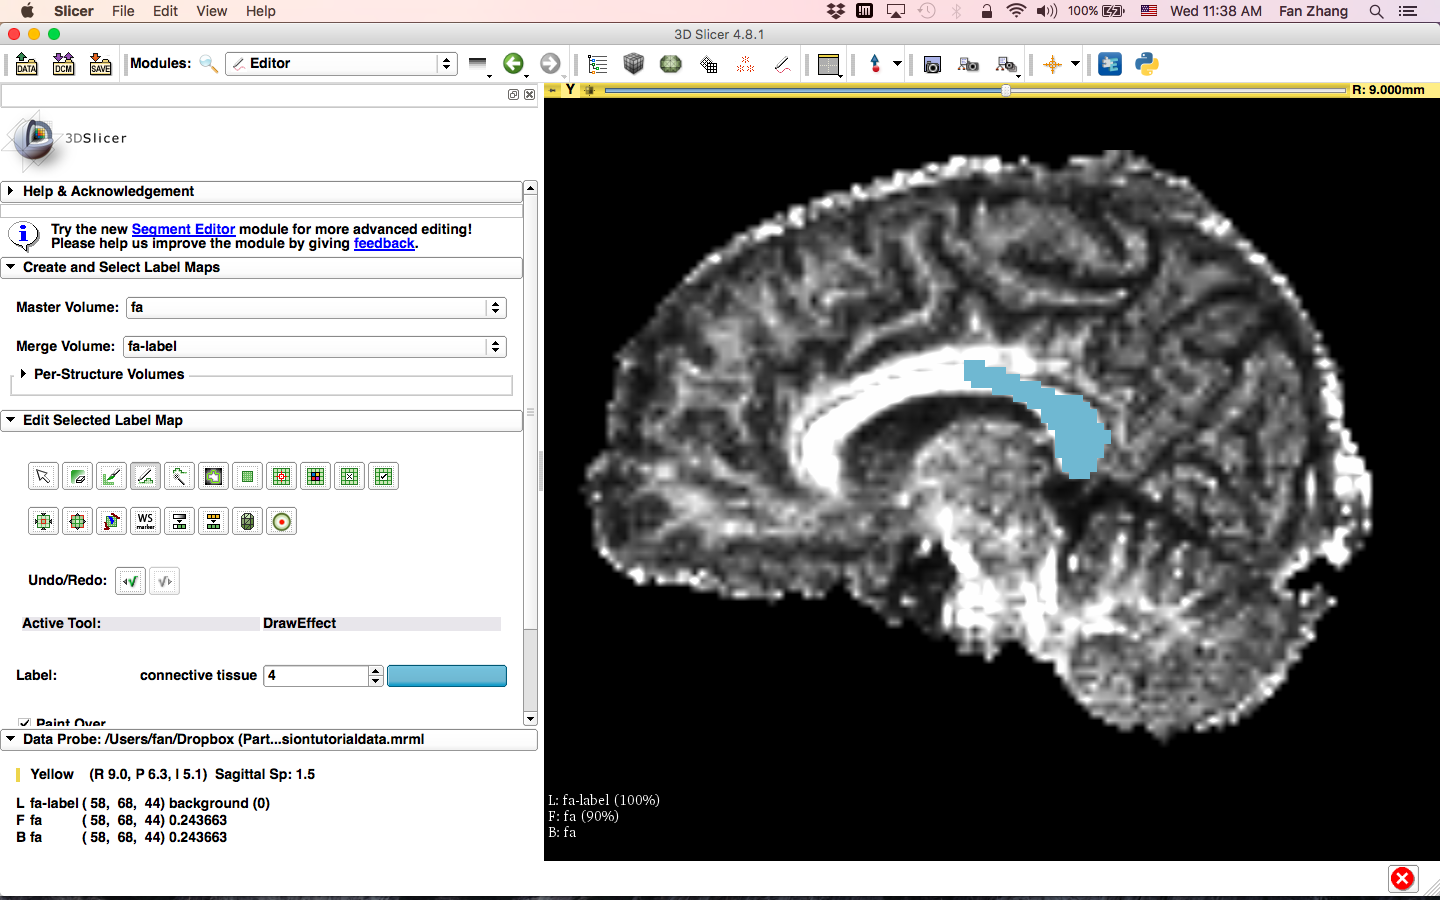 Slicer File Edit View Help 100% Wed 11:38 AM Fan Zhang
3D Slicer 4.8.1
DATA DCM SAVE Modules: Editor
Y R: 9.000mm
3DSlicer
Help & Acknowledgement
Try the new Segment Editor module for more advanced editing!
Please help us improve the module by giving feedback.
Create and Select Label Maps
Master Volume: fa
Merge Volume: fa-label
Per-Structure Volumes
Edit Selected Label Map
WS
marker
Undo/Redo:
Active Tool: DrawEffect
Label: connective tissue 4
Paint Over
Data Probe: /Users/fan/Dropbox (Part...siontutorialdata.mrml
Yellow (R 9.0, P 6.3, I 5.1) Sagittal Sp: 1.5
L fa-label ( 58, 68, 44) background (0)
F fa ( 58, 68, 44) 0.243663
B fa ( 58, 68, 44) 0.243663
L: fa-label (100%)
F: fa (90%)
B: fa